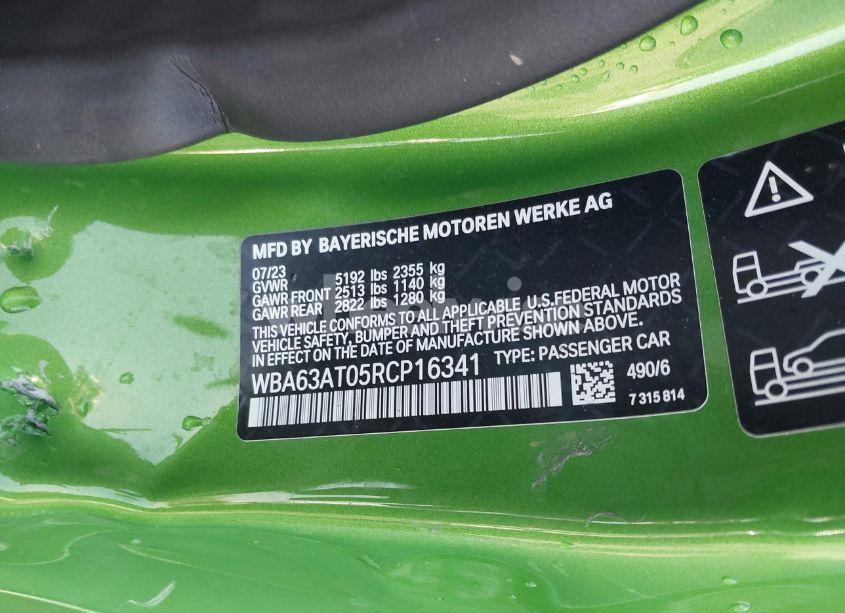 MFD BY BAYERISCHE MOTOREN WERKE AG
07/23
GVWR 5192 lbs 2355 kg
GAWR FRONT 2513 lbs 1140 kg
GAWR REAR 2822 lbs 1280 kg
THIS VEHICLE CONFORMS TO ALL APPLICABLE U.S.FEDERAL MOTOR
VEHICLE SAFETY, BUMPER AND THEFT PREVENTION STANDARDS
IN EFFECT ON THE DATE OF MANUFACTURE SHOWN ABOVE.
WBA63AT05RCP16341 TYPE: PASSENGER CAR
490/6
7 315 814